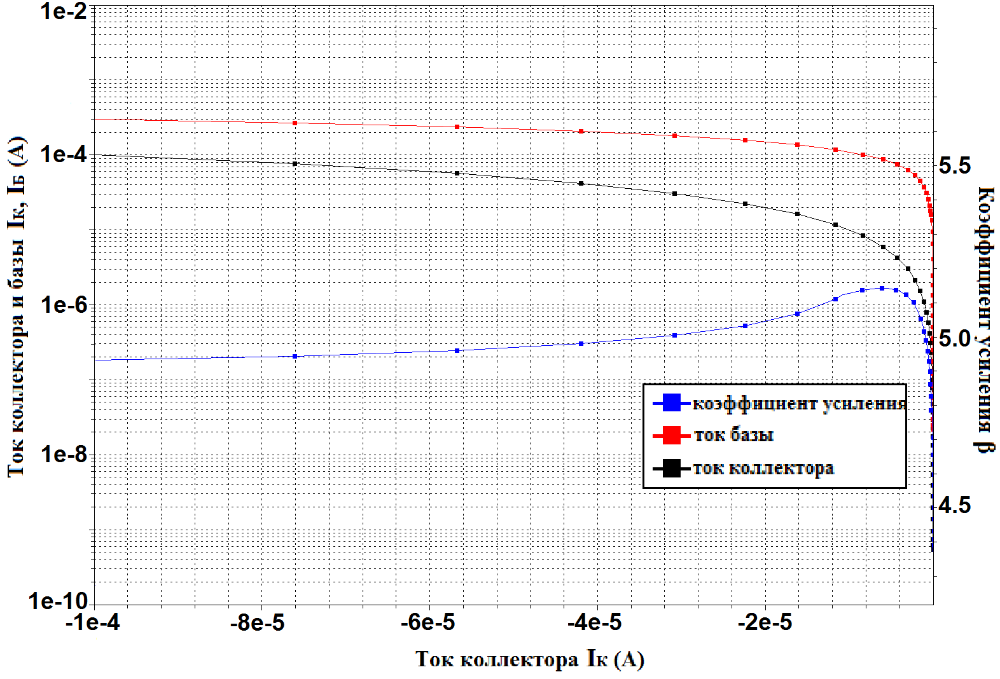 1e-2
1e-4
1e-6
1e-8
1e-10
Ток коллектора и базы Iк, Iб (А)
5.5
5.0
4.5
Коэффициент усиления β
коэффициент усиления
ток базы
ток коллектора
-1e-4 -8e-5 -6e-5 -4e-5 -2e-5
Ток коллектора Iк (А)